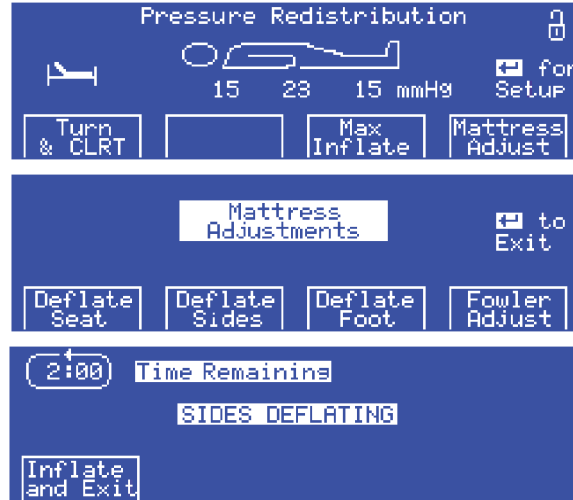 Pressure Redistribution
for
15 23 15 mmHg Setup
Turn Max Mattress
& CLRT Inflate Adjust
Mattress
Adjustments
to
Exit
Deflate Deflate Deflate Fowler
Seat Sides Foot Adjust
2:00 Time Remaining
SIDES DEFLATING
Inflate
and Exit